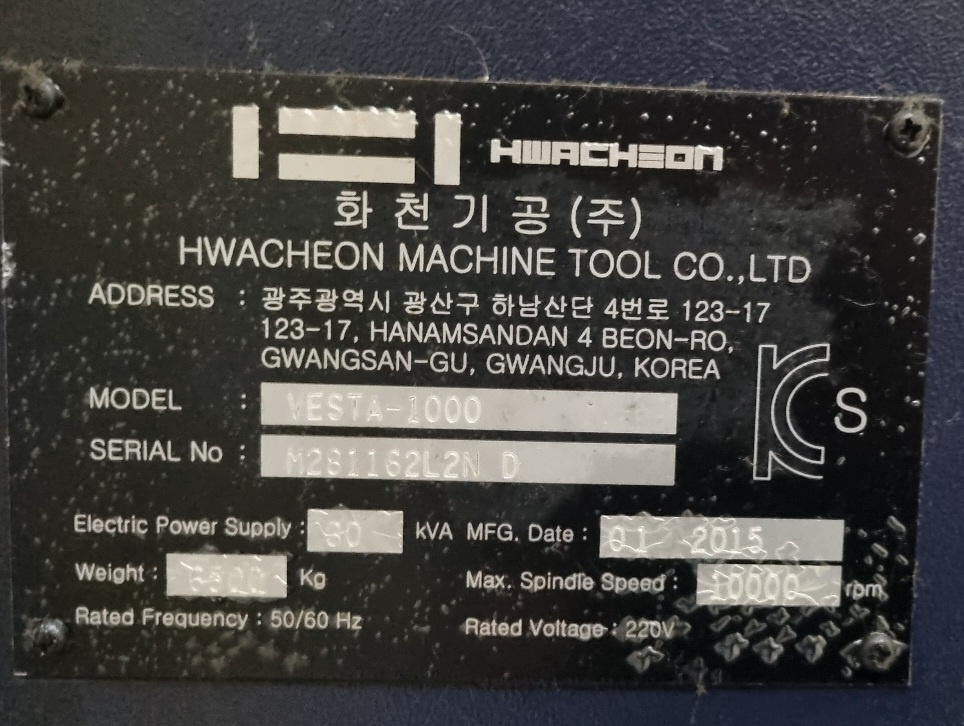 HWACHEON
화천기공(주)
HWACHEON MACHINE TOOL CO.,LTD
ADDRESS : 광주광역시 광산구 하남산단 4번로 123-17
123-17, HANAMSANDAN 4 BEON-RO,
GWANGSAN-GU, GWANGJU, KOREA
MODEL : VESTA-1000
S
SERIAL No : M281162L2N D
Electric Power Supply : kVA MFG. Date : 01 2015
Weight : Kg Max. Spindle Speed : 10000 rpm
Rated Frequency : 50/60 Hz Rated Voltage : 220V